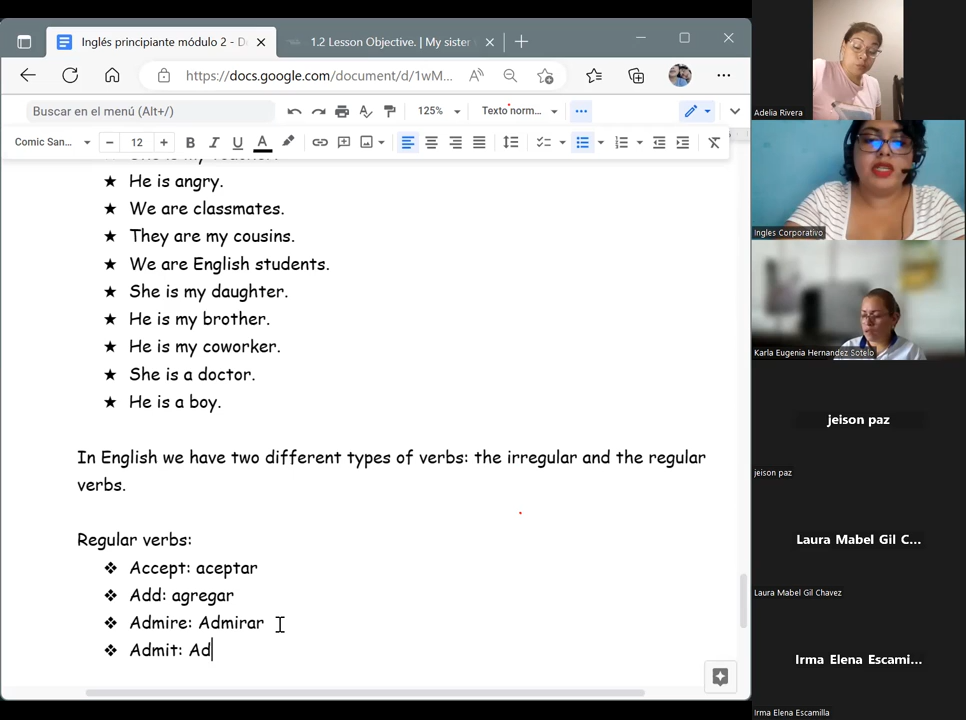 Inglés principiante módulo 2 - D
1.2 Lesson Objective. | My sister
https://docs.google.com/document/d/1wM...
Buscar en el menú (Alt+/)
125%
Texto norm...
Comic San...
12
He is angry.
We are classmates.
They are my cousins.
We are English students.
She is my daughter.
He is my brother.
He is my coworker.
She is a doctor.
He is a boy.
In English we have two different types of verbs: the irregular and the regular
verbs.
Regular verbs:
Accept: aceptar
Add: agregar
Admire: Admirar
Admit: Ad
Adelia Rivera
Ingles Corporativo
Karla Eugenia Hernandez Sotelo
jeison paz
jeison paz
Laura Mabel Gil C...
Laura Mabel Gil Chavez
Irma Elena Escami...
Irma Elena Escamilla